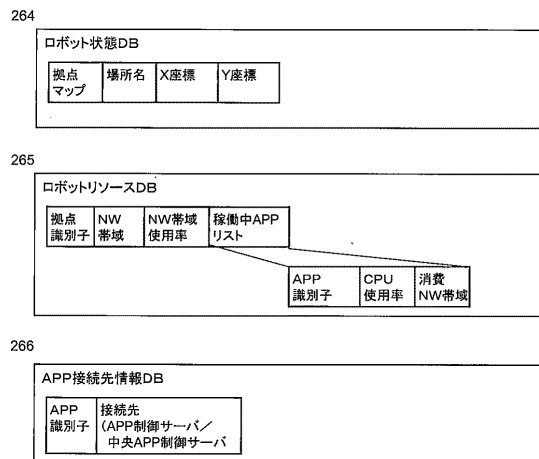 264
ロボット状態DB
拠点
マップ
場所名
X座標
Y座標
265
ロボットリソースDB
拠点
識別子
NW
帯域
NW帯域
使用率
稼働中APP
リスト
APP
識別子
CPU
使用率
消費
NW帯域
266
APP接続先情報DB
APP
識別子
接続先
(APP制御サーバ/
中央APP制御サーバ